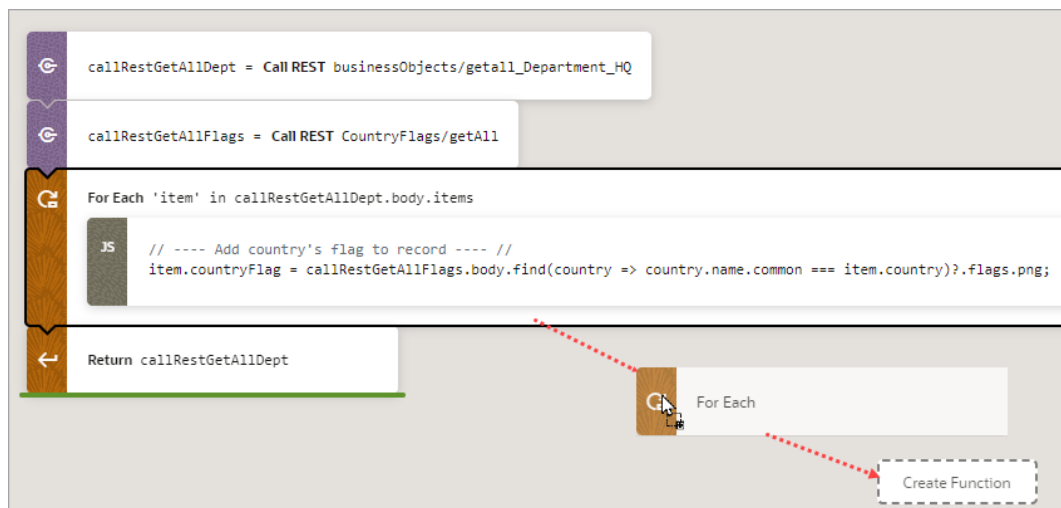 callRestGetAllDept = Call REST businessObjects/getall_Department_HQ
callRestGetAllFlags = Call REST CountryFlags/getAll
For Each 'item' in callRestGetAllDept.body.items
JS
// ---- Add country's flag to record ---- //
item.countryFlag = callRestGetAllFlags.body.find(country => country.name.common === item.country)?.flags.png;
Return callRestGetAllDept
For Each
Create Function